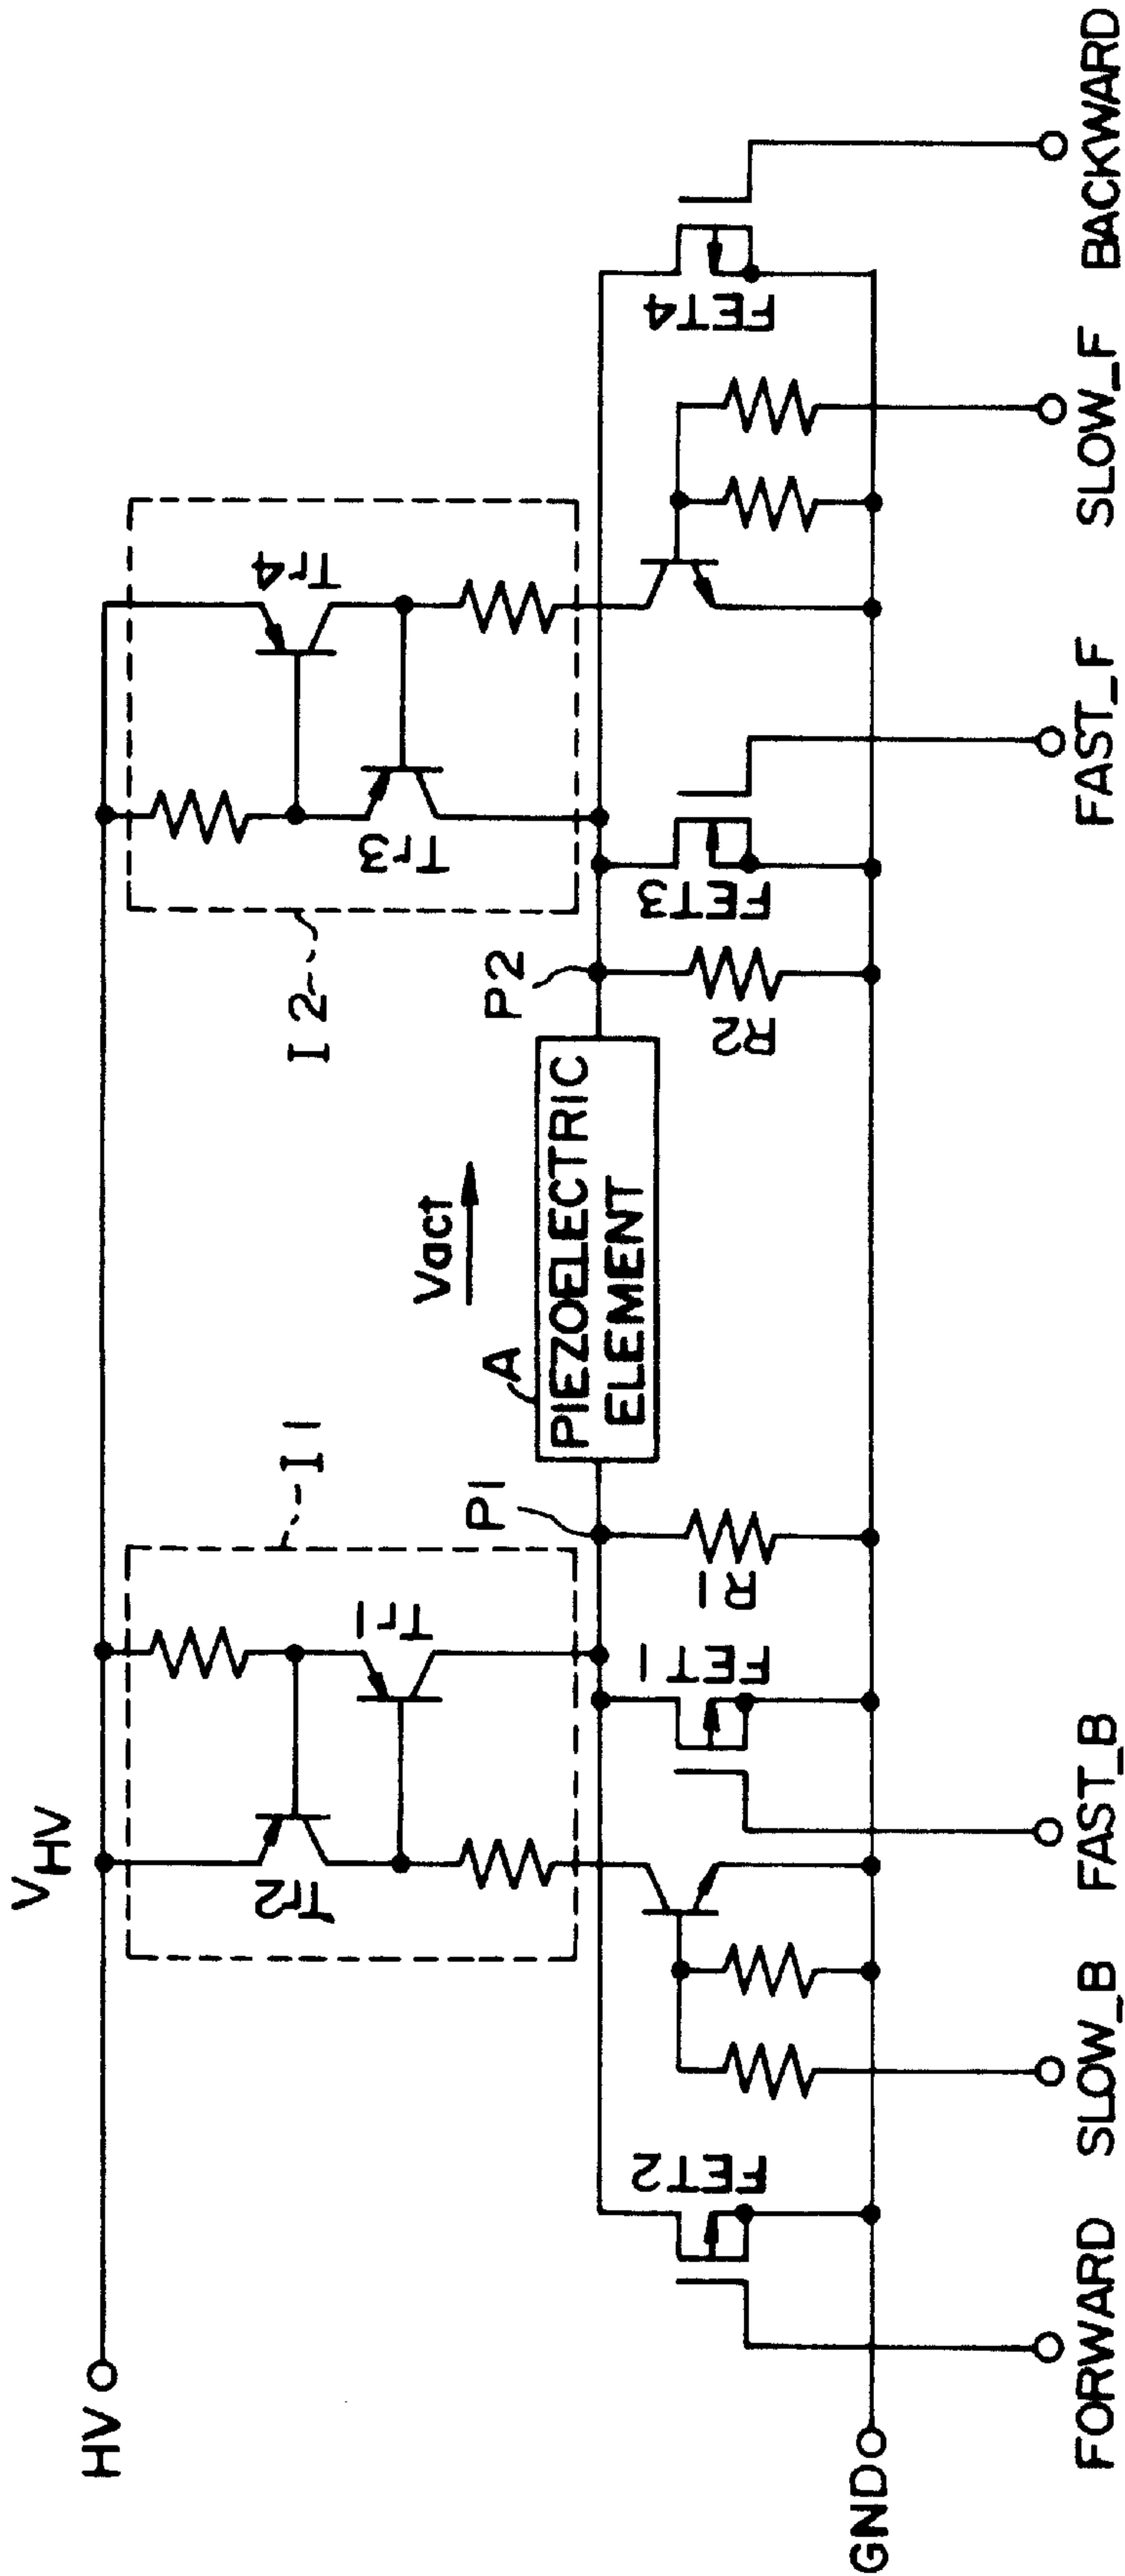 HV
VHV
I1
I2
Tr2
Tr1
Tr3
Tr4
Vact
A
PIEZOELECTRIC
ELEMENT
P1
P2
FET2
FET1
R1
R2
FET3
FET4
GND
FORWARD
SLOW_B
FAST_B
FAST_F
SLOW_F
BACKWARD